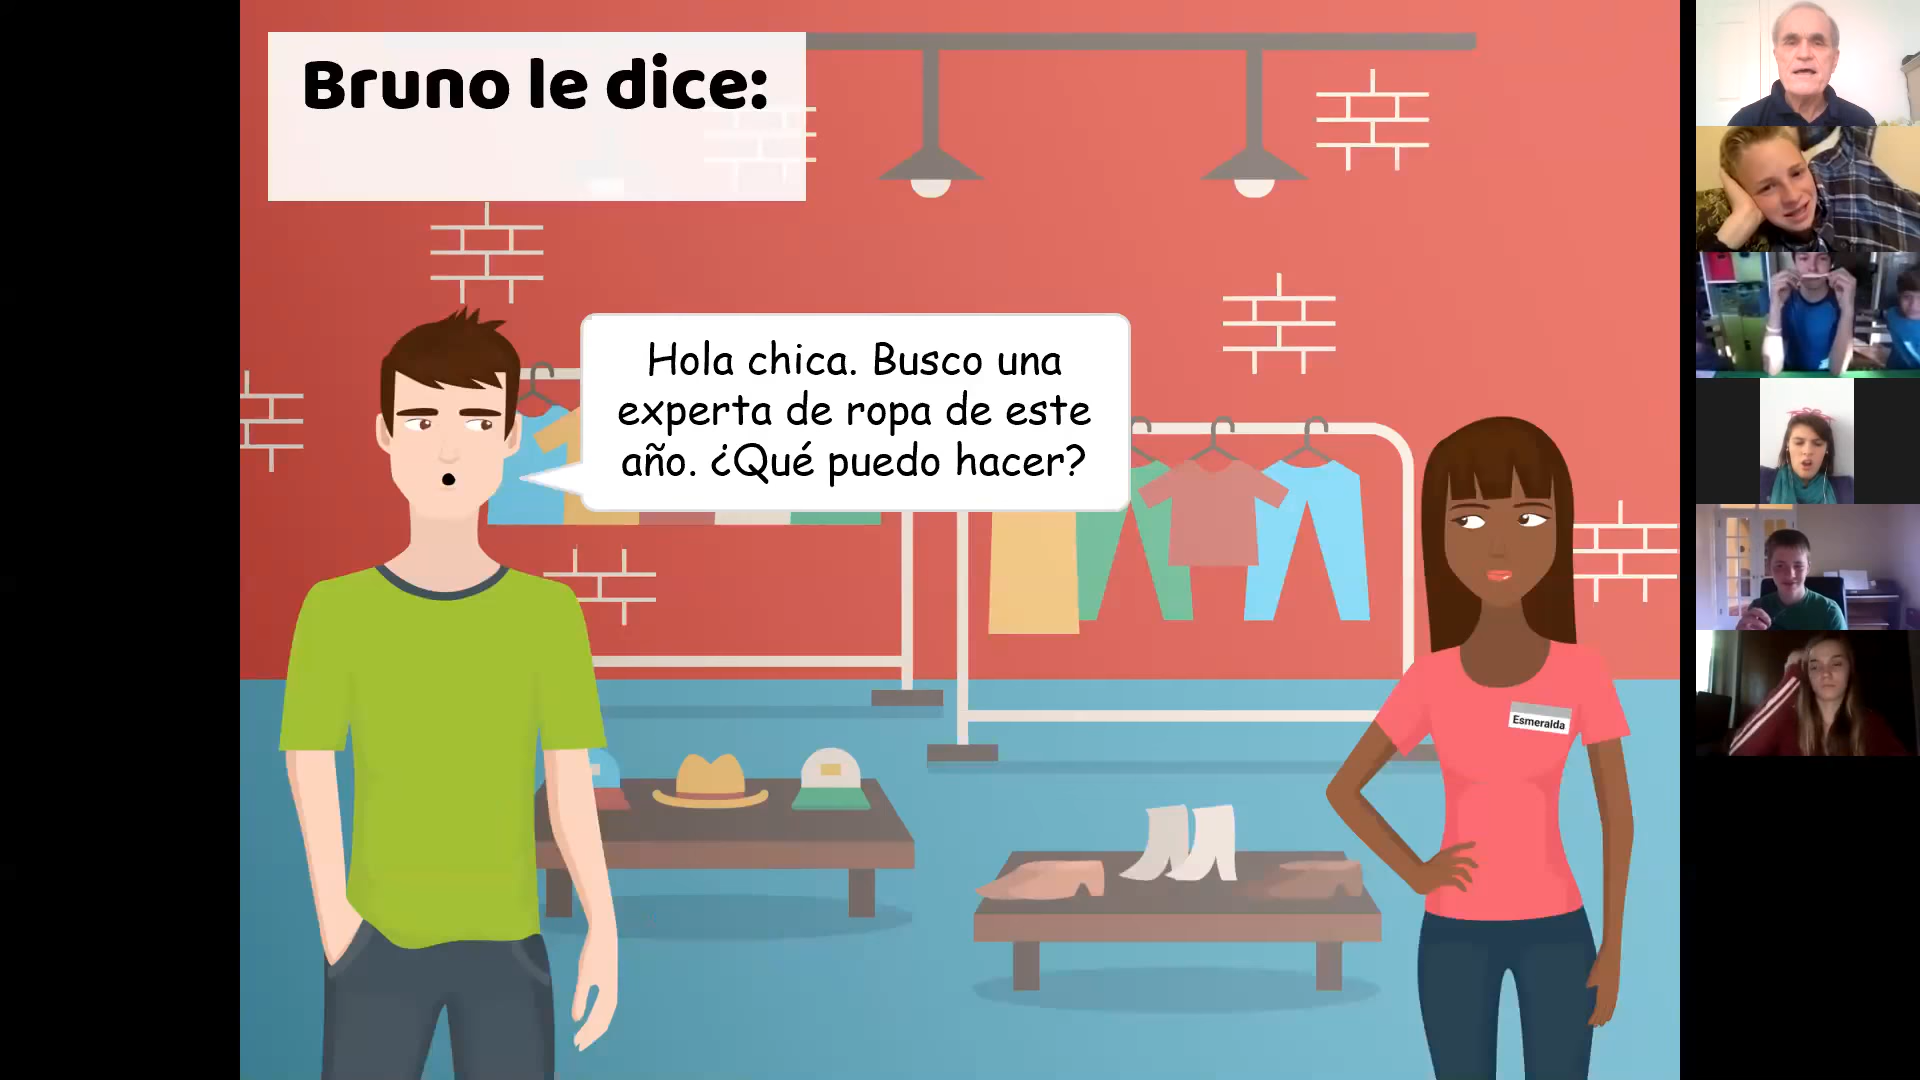 Bruno le dice:
Hola chica. Busco una
experta de ropa de este
año. ¿Qué puedo hacer?
Esmeralda